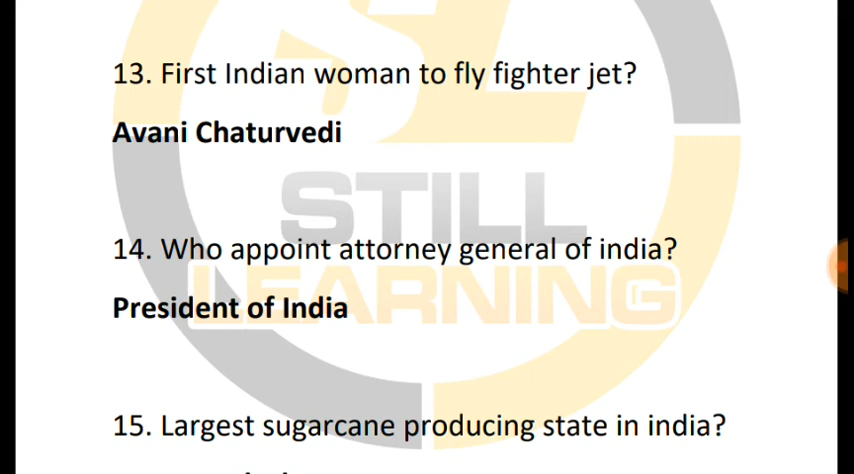 13. First Indian woman to fly fighter jet?
Avani Chaturvedi
STILL
14. Who appoint attorney general of india?
LEARNING
President of India
15. Largest sugarcane producing state in india?